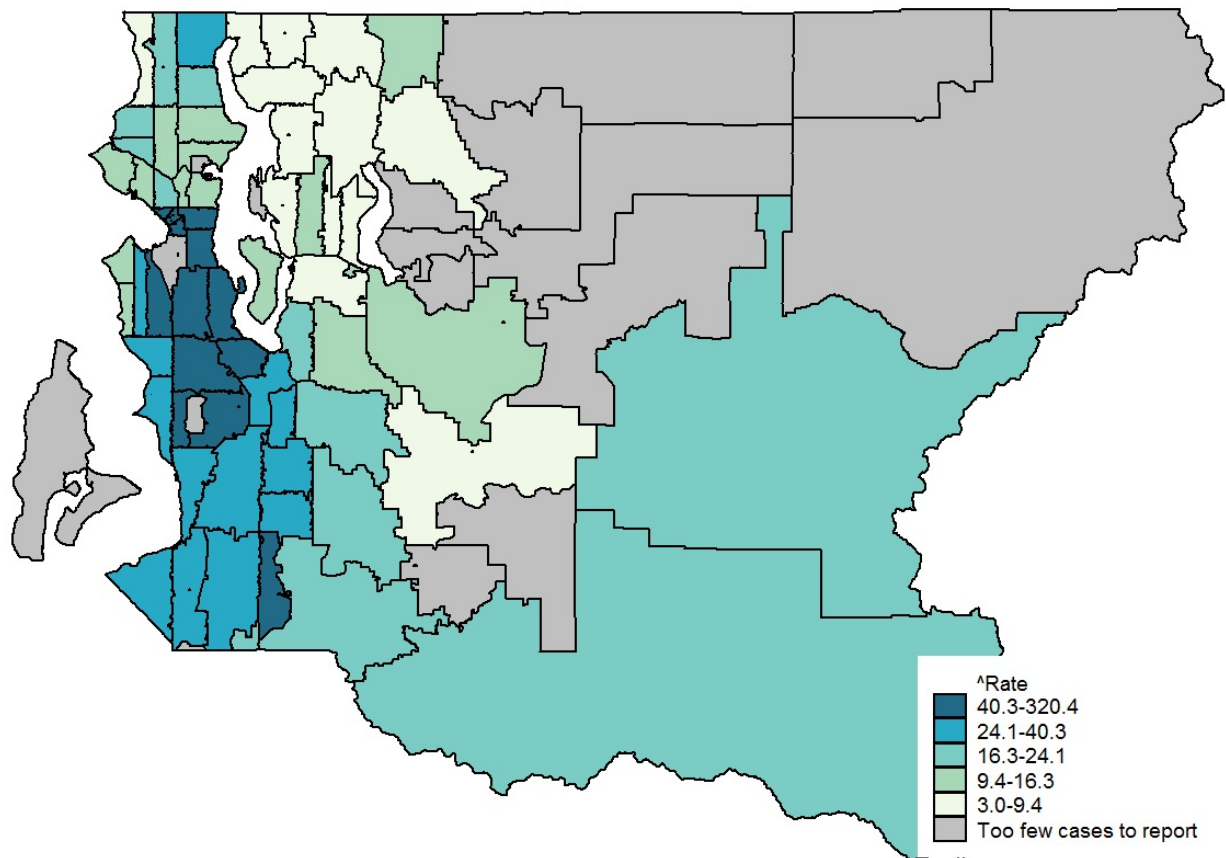 ^Rate
40.3-320.4
24.1-40.3
16.3-24.1
9.4-16.3
3.0-9.4
Too few cases to report